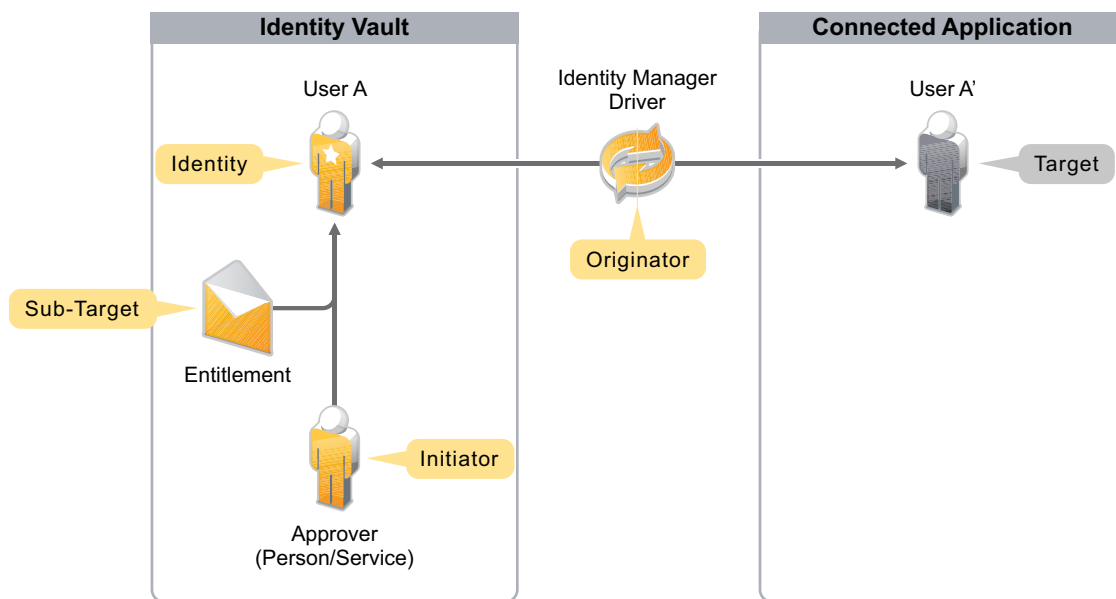 Identity Vault
Connected Application
User A
Identity Manager
Driver
User A’
Identity
Target
Originator
Sub-Target
Entitlement
Initiator
Approver
(Person/Service)